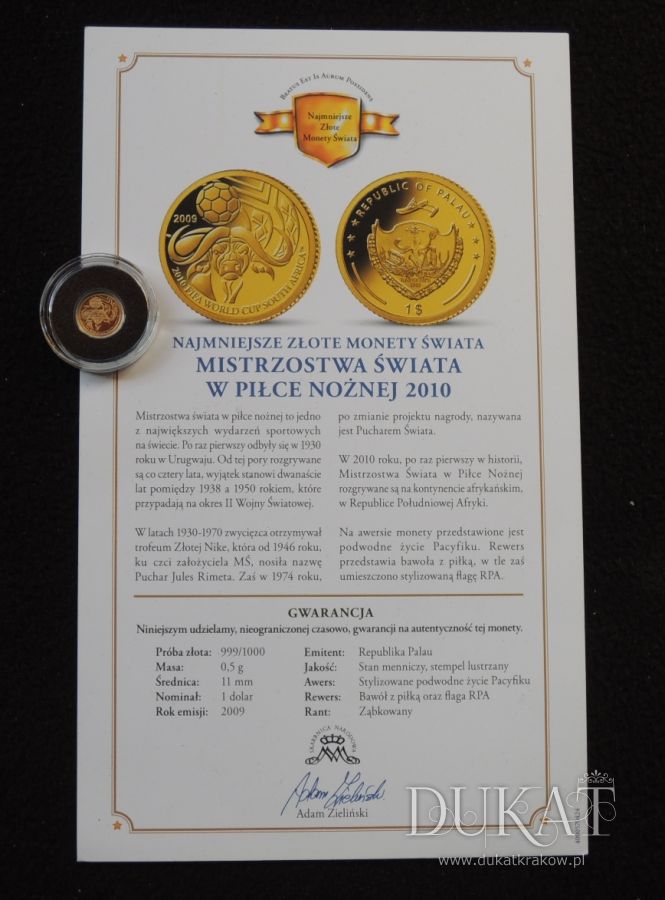 Beatus Est Is Aurum Possidens
Najmniejsze
Złote
Monety Świata
2009
2010 FIFA WORLD CUP SOUTH AFRICA
REPUBLIC OF PALAU
1$
NAJMNIEJSZE ZŁOTE MONETY ŚWIATA
MISTRZOSTWA ŚWIATA
W PIŁCE NOŻNEJ 2010
Mistrzostwa świata w piłce nożnej to jedno
z największych wydarzeń sportowych
na świecie. Po raz pierwszy odbyły się w 1930
roku w Urugwaju. Od tej pory rozgrywane
są co cztery lata, wyjątek stanowi dwanaście
lat pomiędzy 1938 a 1950 rokiem, które
przypadają na okres II Wojny Światowej.
W latach 1930-1970 zwycięzca otrzymywał
trofeum Złotej Nike, która od 1946 roku,
ku czci założyciela MŚ, nosiła nazwę
Puchar Jules Rimeta. Zaś w 1974 roku,
po zmianie projektu nagrody, nazywana
jest Pucharem Świata.
W 2010 roku, po raz pierwszy w historii,
Mistrzostwa Świata w Piłce Nożnej
rozgrywane są na kontynencie afrykańskim,
w Republice Południowej Afryki.
Na awersie monety przedstawione jest
podwodne życie Pacyfiku. Rewers
przedstawia bawoła z piłką, w tle zaś
umieszczono stylizowaną flagę RPA.
GWARANCJA
Niniejszym udzielamy, nieograniczonej czasowo, gwarancji na autentyczność tej monety.
Próba złota: 999/1000
Masa: 0,5 g
Średnica: 11 mm
Nominał: 1 dolar
Rok emisji: 2009
Emitent: Republika Palau
Jakość: Stan menniczy, stempel lustrzany
Awers: Stylizowane podwodne życie Pacyfiku
Rewers: Bawół z piłką oraz flaga RPA
Rant: Ząbkowany
SKARBNICA NARODOWA
Adam Zieliński
Adam Zieliński
DUKAT
www.dukatkrakow.pl